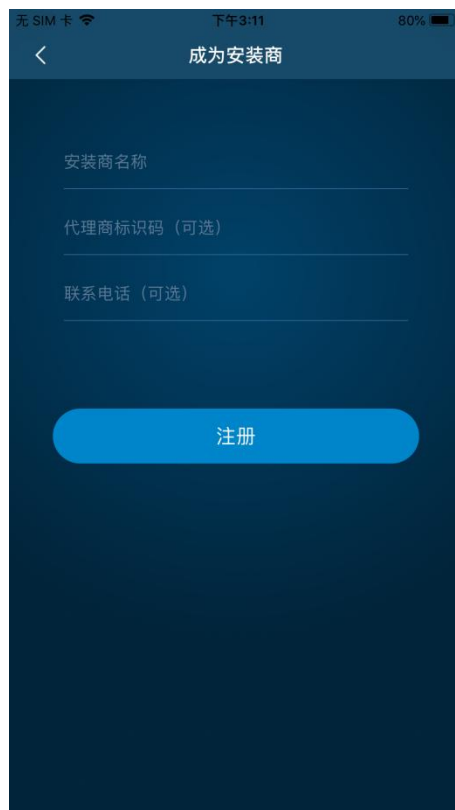 无 SIM 卡 下午3:11 80%
成为安装商
安装商名称
代理商标识码（可选）
联系电话（可选）
注册